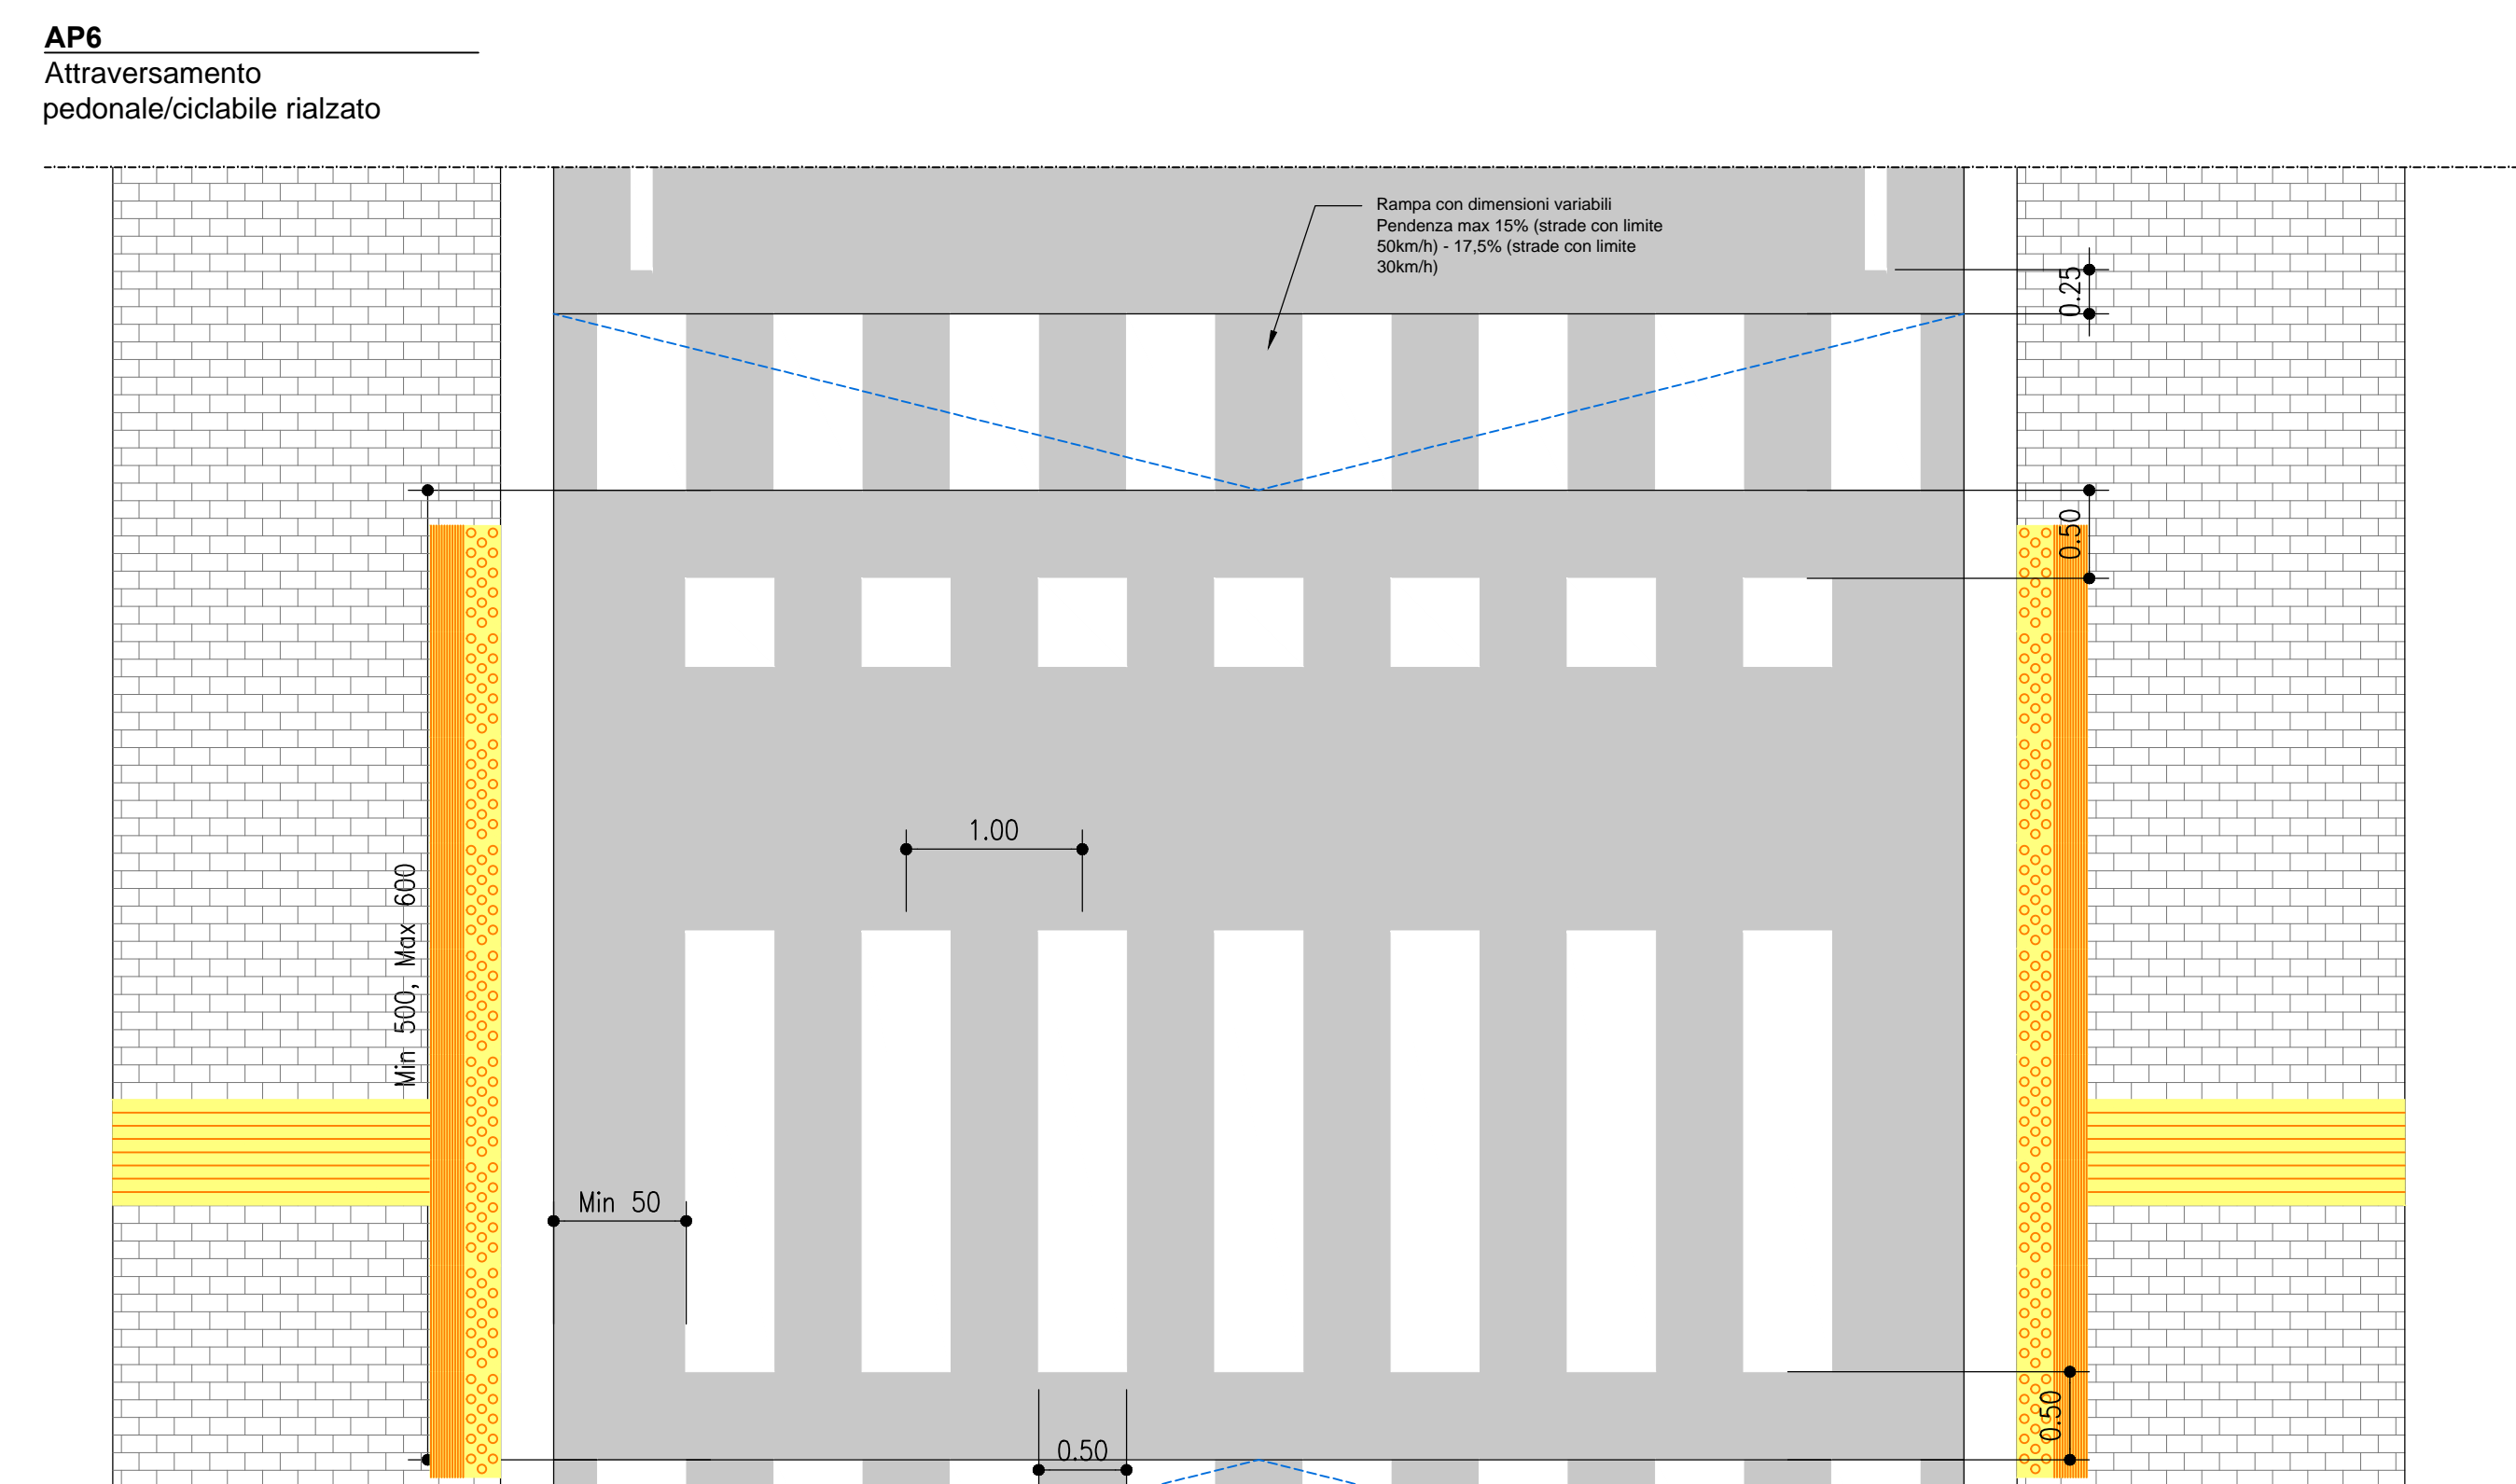 AP6
Attraversamento
pedonale/ciclabile rialzato
Rampa con dimensioni variabili
Pendenza max 15% (strade con limite
50km/h) - 17,5% (strade con limite
30km/h)
0.25
0.50
1.00
Min 500, Max 600
Min 50
0.50
0.50